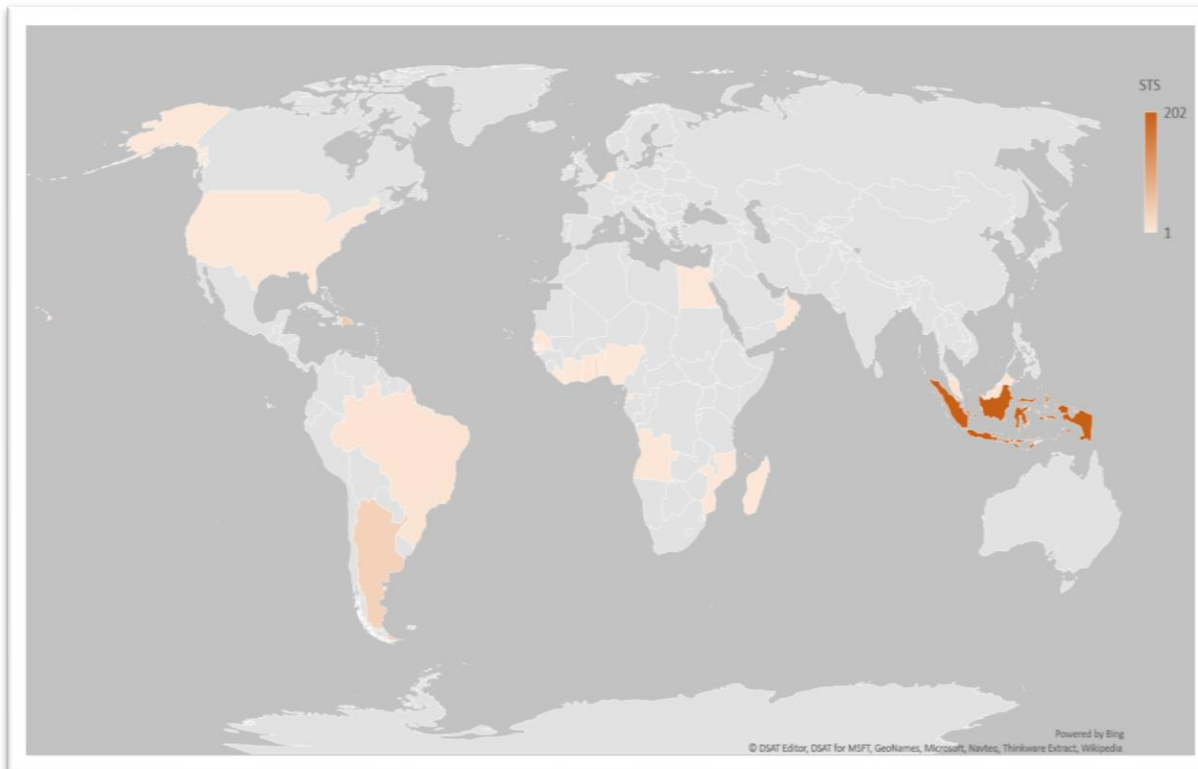 STS
202
1
Powered by Bing
© DSAT Editor, DSAT for MSFT, GeoNames, Microsoft, Navteq, Thinkware Extract, Wikipedia